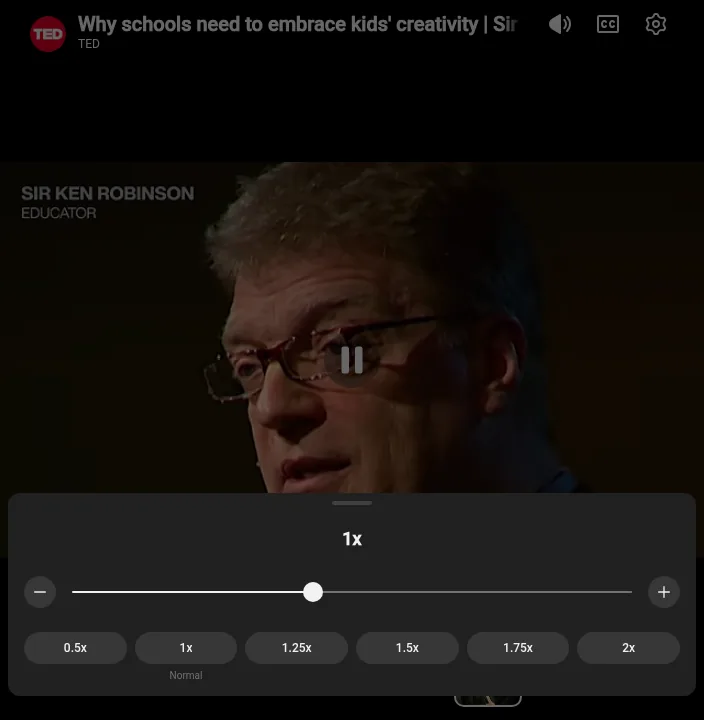 TED
Why schools need to embrace kids' creativity | Sir
TED
CC
SIR KEN ROBINSON
EDUCATOR
1x
0.5x 1x 1.25x 1.5x 1.75x 2x
Normal